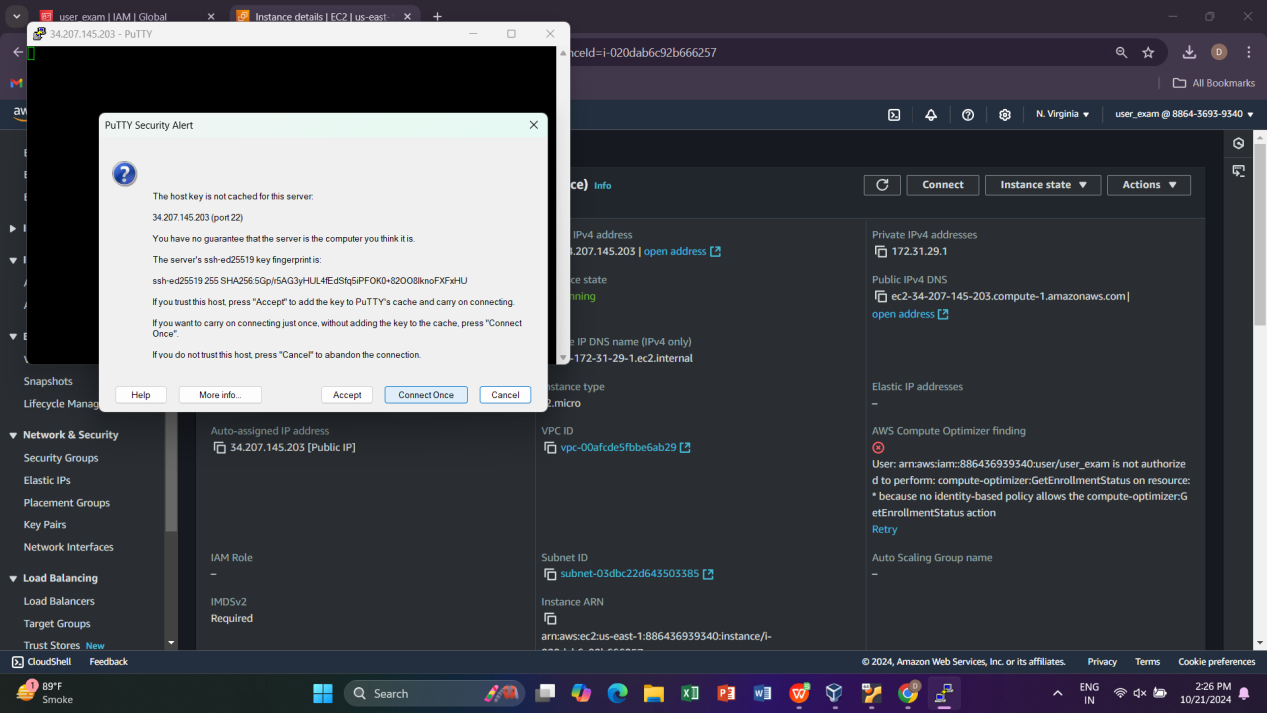 user_exam | IAM | Global
Instance details | EC2 | us-east-
34.207.145.203 - PuTTY
nceId=i-020dab6c92b666257
D
All Bookmarks
N. Virginia
user_exam @ 8864-3693-9340
PuTTY Security Alert
The host key is not cached for this server:
34.207.145.203 (port 22)
You have no guarantee that the server is the computer you think it is.
The server's ssh-ed25519 key fingerprint is:
ssh-ed25519 255 SHA256:5Gp/r5AG3yHUL4fEdSfq5iPFOK0+82OO8IknoFXFxHU
If you trust this host, press "Accept" to add the key to PuTTY's cache and carry on connecting.
If you want to carry on connecting just once, without adding the key to the cache, press "Connect
Once".
If you do not trust this host, press "Cancel" to abandon the connection.
Help
More info...
Accept
Connect Once
Cancel
ce) Info
Connect
Instance state
Actions
IPv4 address
.207.145.203 | open address
ce state
nning
e IP DNS name (IPv4 only)
-172-31-29-1.ec2.internal
nstance type
2.micro
Private IPv4 addresses
172.31.29.1
Public IPv4 DNS
ec2-34-207-145-203.compute-1.amazonaws.com |
open address
Elastic IP addresses
–
Snapshots
Lifecycle Manag
Network & Security
Security Groups
Elastic IPs
Placement Groups
Key Pairs
Network Interfaces
Load Balancing
Load Balancers
Target Groups
Trust Stores New
Auto-assigned IP address
34.207.145.203 [Public IP]
IAM Role
–
IMDSv2
Required
VPC ID
vpc-00afcde5fbbe6ab29
Subnet ID
subnet-03dbc22d643503385
Instance ARN
arn:aws:ec2:us-east-1:886436939340:instance/i-
AWS Compute Optimizer finding
User: arn:aws:iam::886436939340:user/user_exam is not authorize
d to perform: compute-optimizer:GetEnrollmentStatus on resource:
* because no identity-based policy allows the compute-optimizer:G
etEnrollmentStatus action
Retry
Auto Scaling Group name
–
CloudShell
Feedback
© 2024, Amazon Web Services, Inc. or its affiliates.
Privacy
Terms
Cookie preferences
1
89°F
Smoke
Search
ENG
IN
2:26 PM
10/21/2024